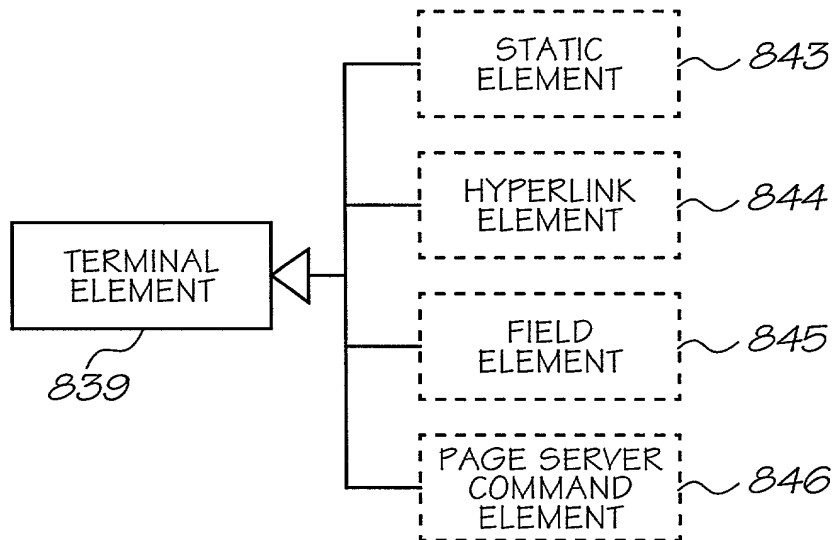 STATIC
ELEMENT
843
HYPERLINK
ELEMENT
844
TERMINAL
ELEMENT
839
FIELD
ELEMENT
845
PAGE SERVER
COMMAND
ELEMENT
846